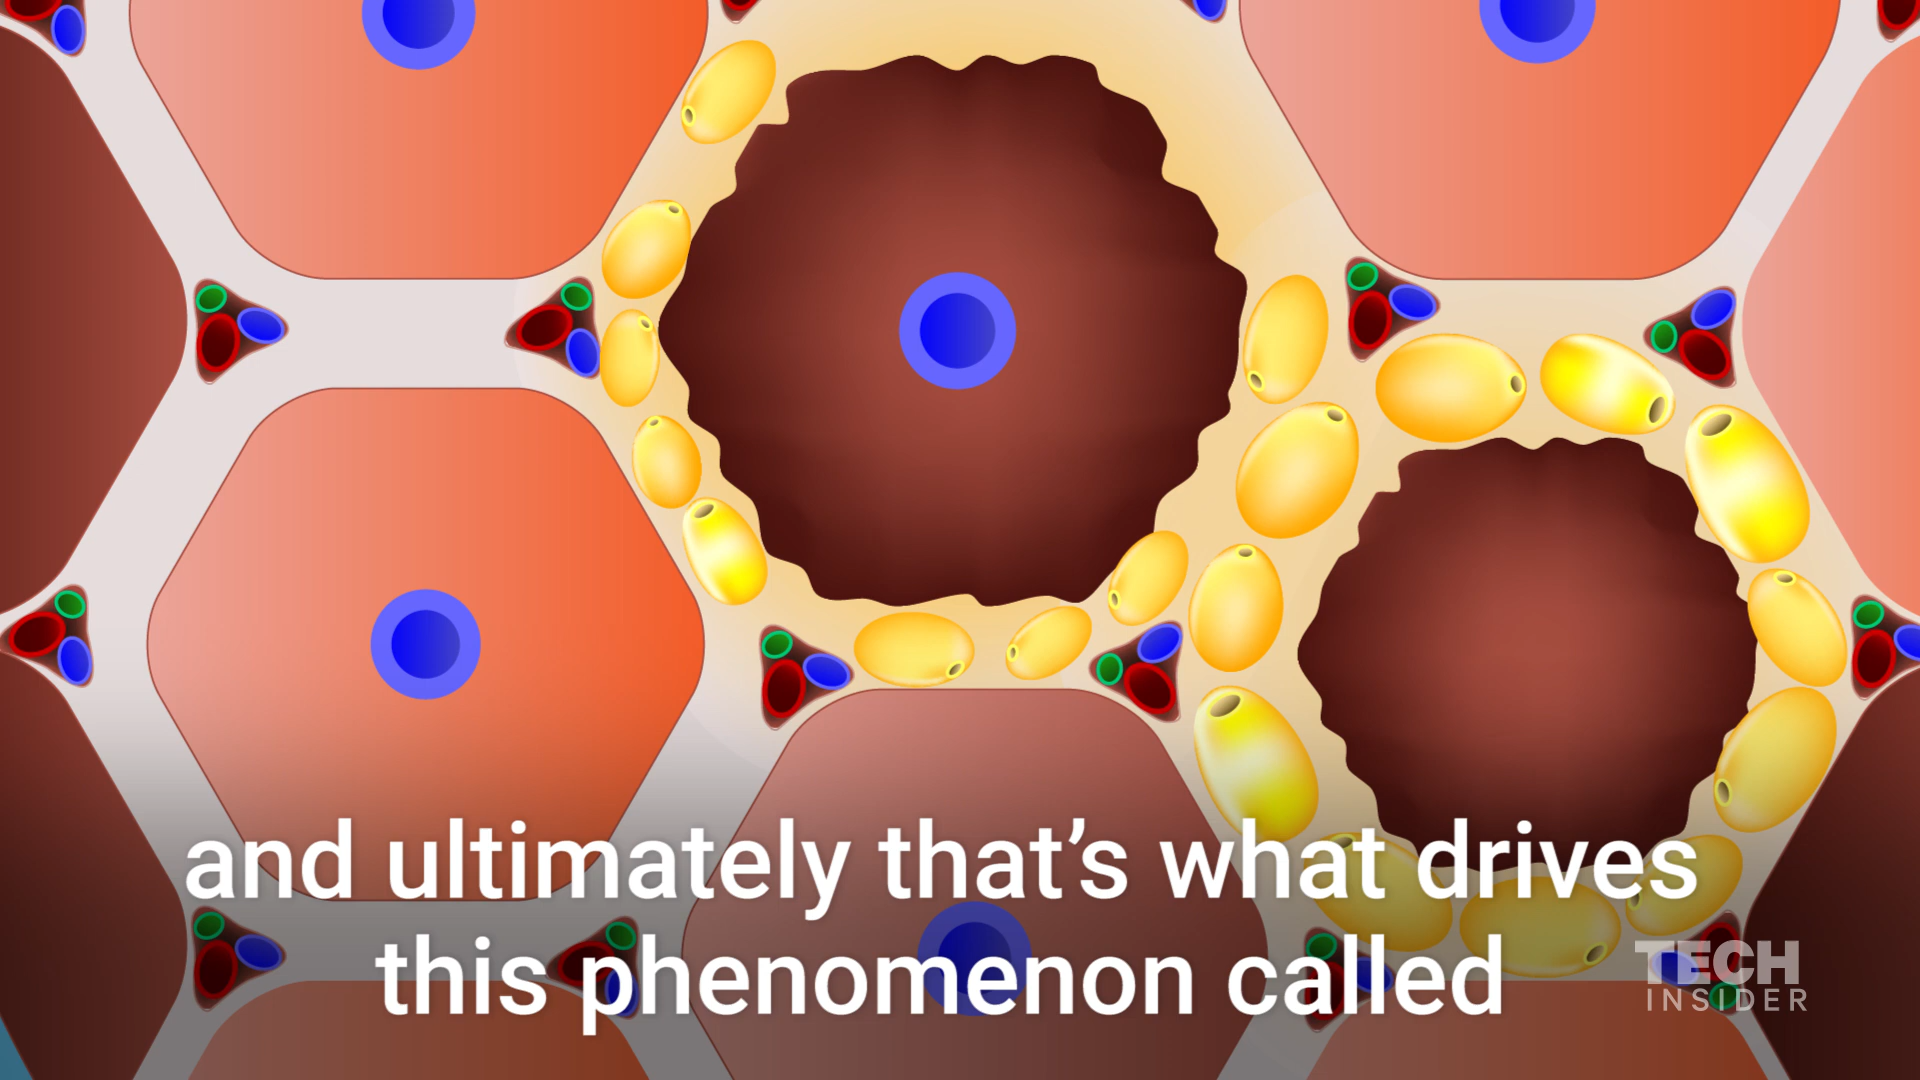 and ultimately that’s what drives
this phenomenon called
TECH
INSIDER